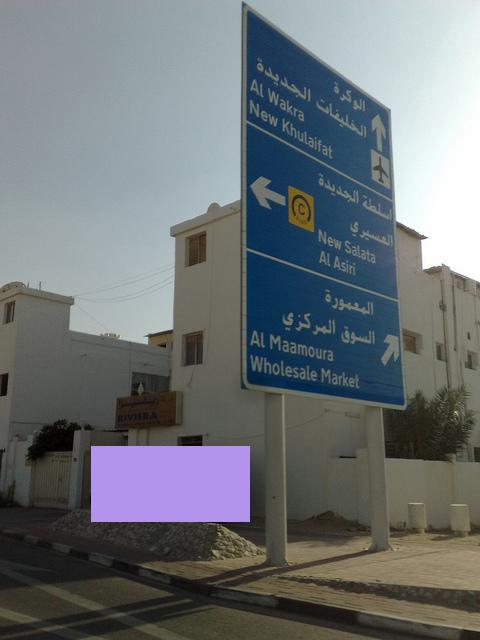 الوكرة
الخليفات الجديدة
Al Wakra
New Khulaifat
اسلطة الجديدة
العسيري
C
New Salata
Al Asiri
المعمورة
السوق المركزي
Al Maamoura
Wholesale Market
RIVIERA